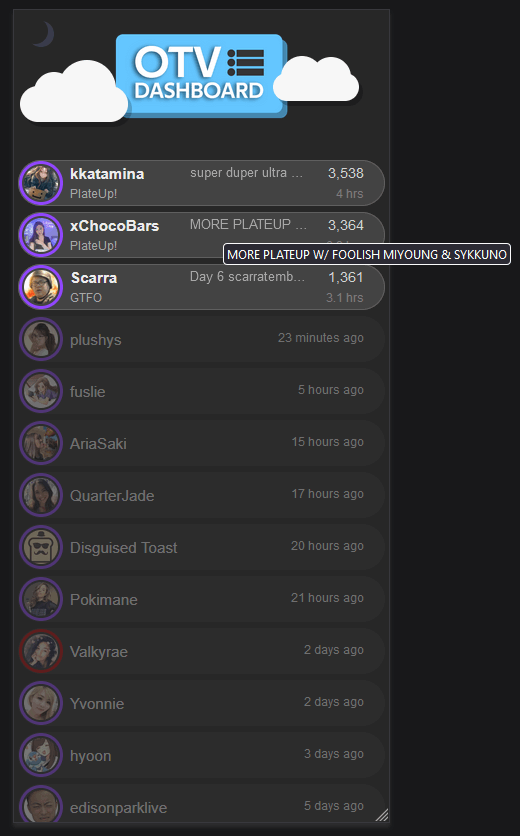 OTV
DASHBOARD
kkatamina super duper ultra ... 3,538
PlateUp! 4 hrs
xChocoBars MORE PLATEUP ... 3,364
PlateUp!
MORE PLATEUP W/ FOOLISH MIYOUNG & SYKKUNO
Scarra Day 6 scarratemb... 1,361
GTFO 3.1 hrs
plushys 23 minutes ago
fuslie 5 hours ago
AriaSaki 15 hours ago
QuarterJade 17 hours ago
Disguised Toast 20 hours ago
Pokimane 21 hours ago
Valkyrae 2 days ago
Yvonnie 2 days ago
hyoon 3 days ago
edisonparklive 5 days ago